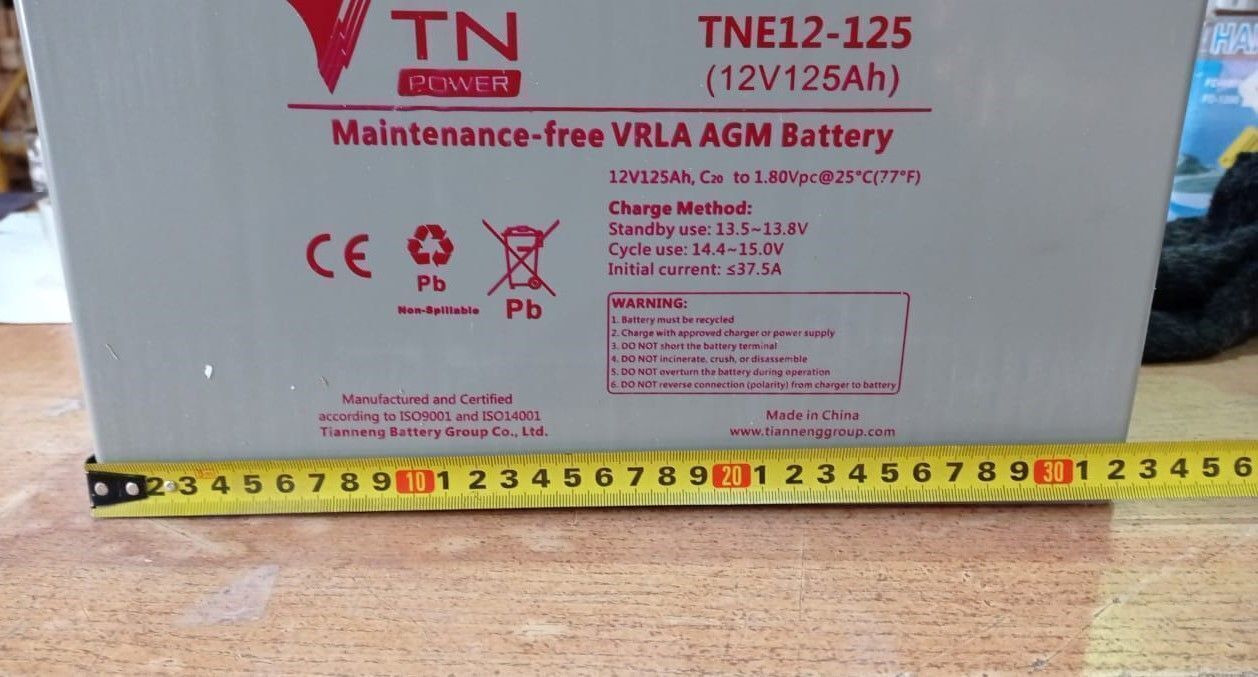 TN
POWER
TNE12-125
(12V125Ah)
Maintenance-free VRLA AGM Battery
12V125Ah, C20 to 1.80Vpc@25°C(77°F)
Charge Method:
Standby use: 13.5~13.8V
Cycle use: 14.4~15.0V
Initial current: ≤37.5A
CE
Pb
Non-Spillable
Pb
WARNING:
1. Battery must be recycled
2. Charge with approved charger or power supply
3. DO NOT short the battery terminal
4. DO NOT incinerate, crush, or disassemble
5. DO NOT overturn the battery during operation
6. DO NOT reverse connection (polarity) from charger to battery
Manufactured and Certified
according to ISO9001 and ISO14001
Tianneng Battery Group Co., Ltd.
Made in China
www.tiannenggroup.com
2 3 4 5 6 7 8 9 10 1 2 3 4 5 6 7 8 9 20 1 2 3 4 5 6 7 8 9 30 1 2 3 4 5 6